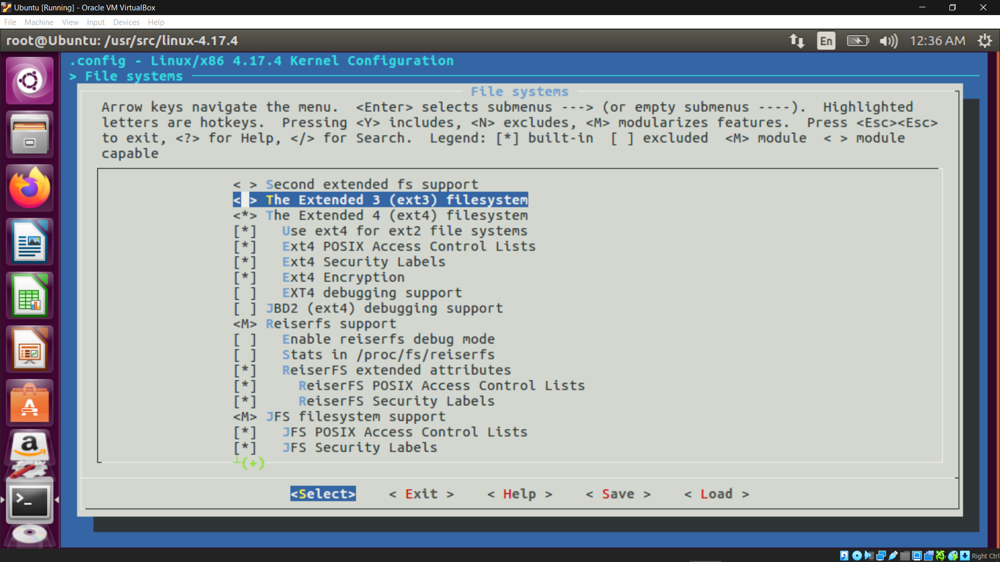 Ubuntu [Running] - Oracle VM VirtualBox
File Machine View Input Devices Help
root@Ubuntu: /usr/src/linux-4.17.4
En
12:36 AM
.config - Linux/x86 4.17.4 Kernel Configuration
> File systems
File systems
Arrow keys navigate the menu.  <Enter> selects submenus ---> (or empty submenus ----).  Highlighted
letters are hotkeys.  Pressing <Y> includes, <N> excludes, <M> modularizes features.  Press <Esc><Esc>
to exit, <?> for Help, </> for Search.  Legend: [*] built-in  [ ] excluded  <M> module  < > module
capable
< > Second extended fs support
< > The Extended 3 (ext3) filesystem
<*> The Extended 4 (ext4) filesystem
[*]   Use ext4 for ext2 file systems
[*]   Ext4 POSIX Access Control Lists
[*]   Ext4 Security Labels
[*]   Ext4 Encryption
[ ]   EXT4 debugging support
[ ] JBD2 (ext4) debugging support
<M> Reiserfs support
[ ]   Enable reiserfs debug mode
[ ]   Stats in /proc/fs/reiserfs
[*]   ReiserFS extended attributes
[*]     ReiserFS POSIX Access Control Lists
[*]     ReiserFS Security Labels
<M> JFS filesystem support
[*]   JFS POSIX Access Control Lists
[*]   JFS Security Labels
┴(+)
<Select>    < Exit >    < Help >    < Save >    < Load >
Right Ctrl